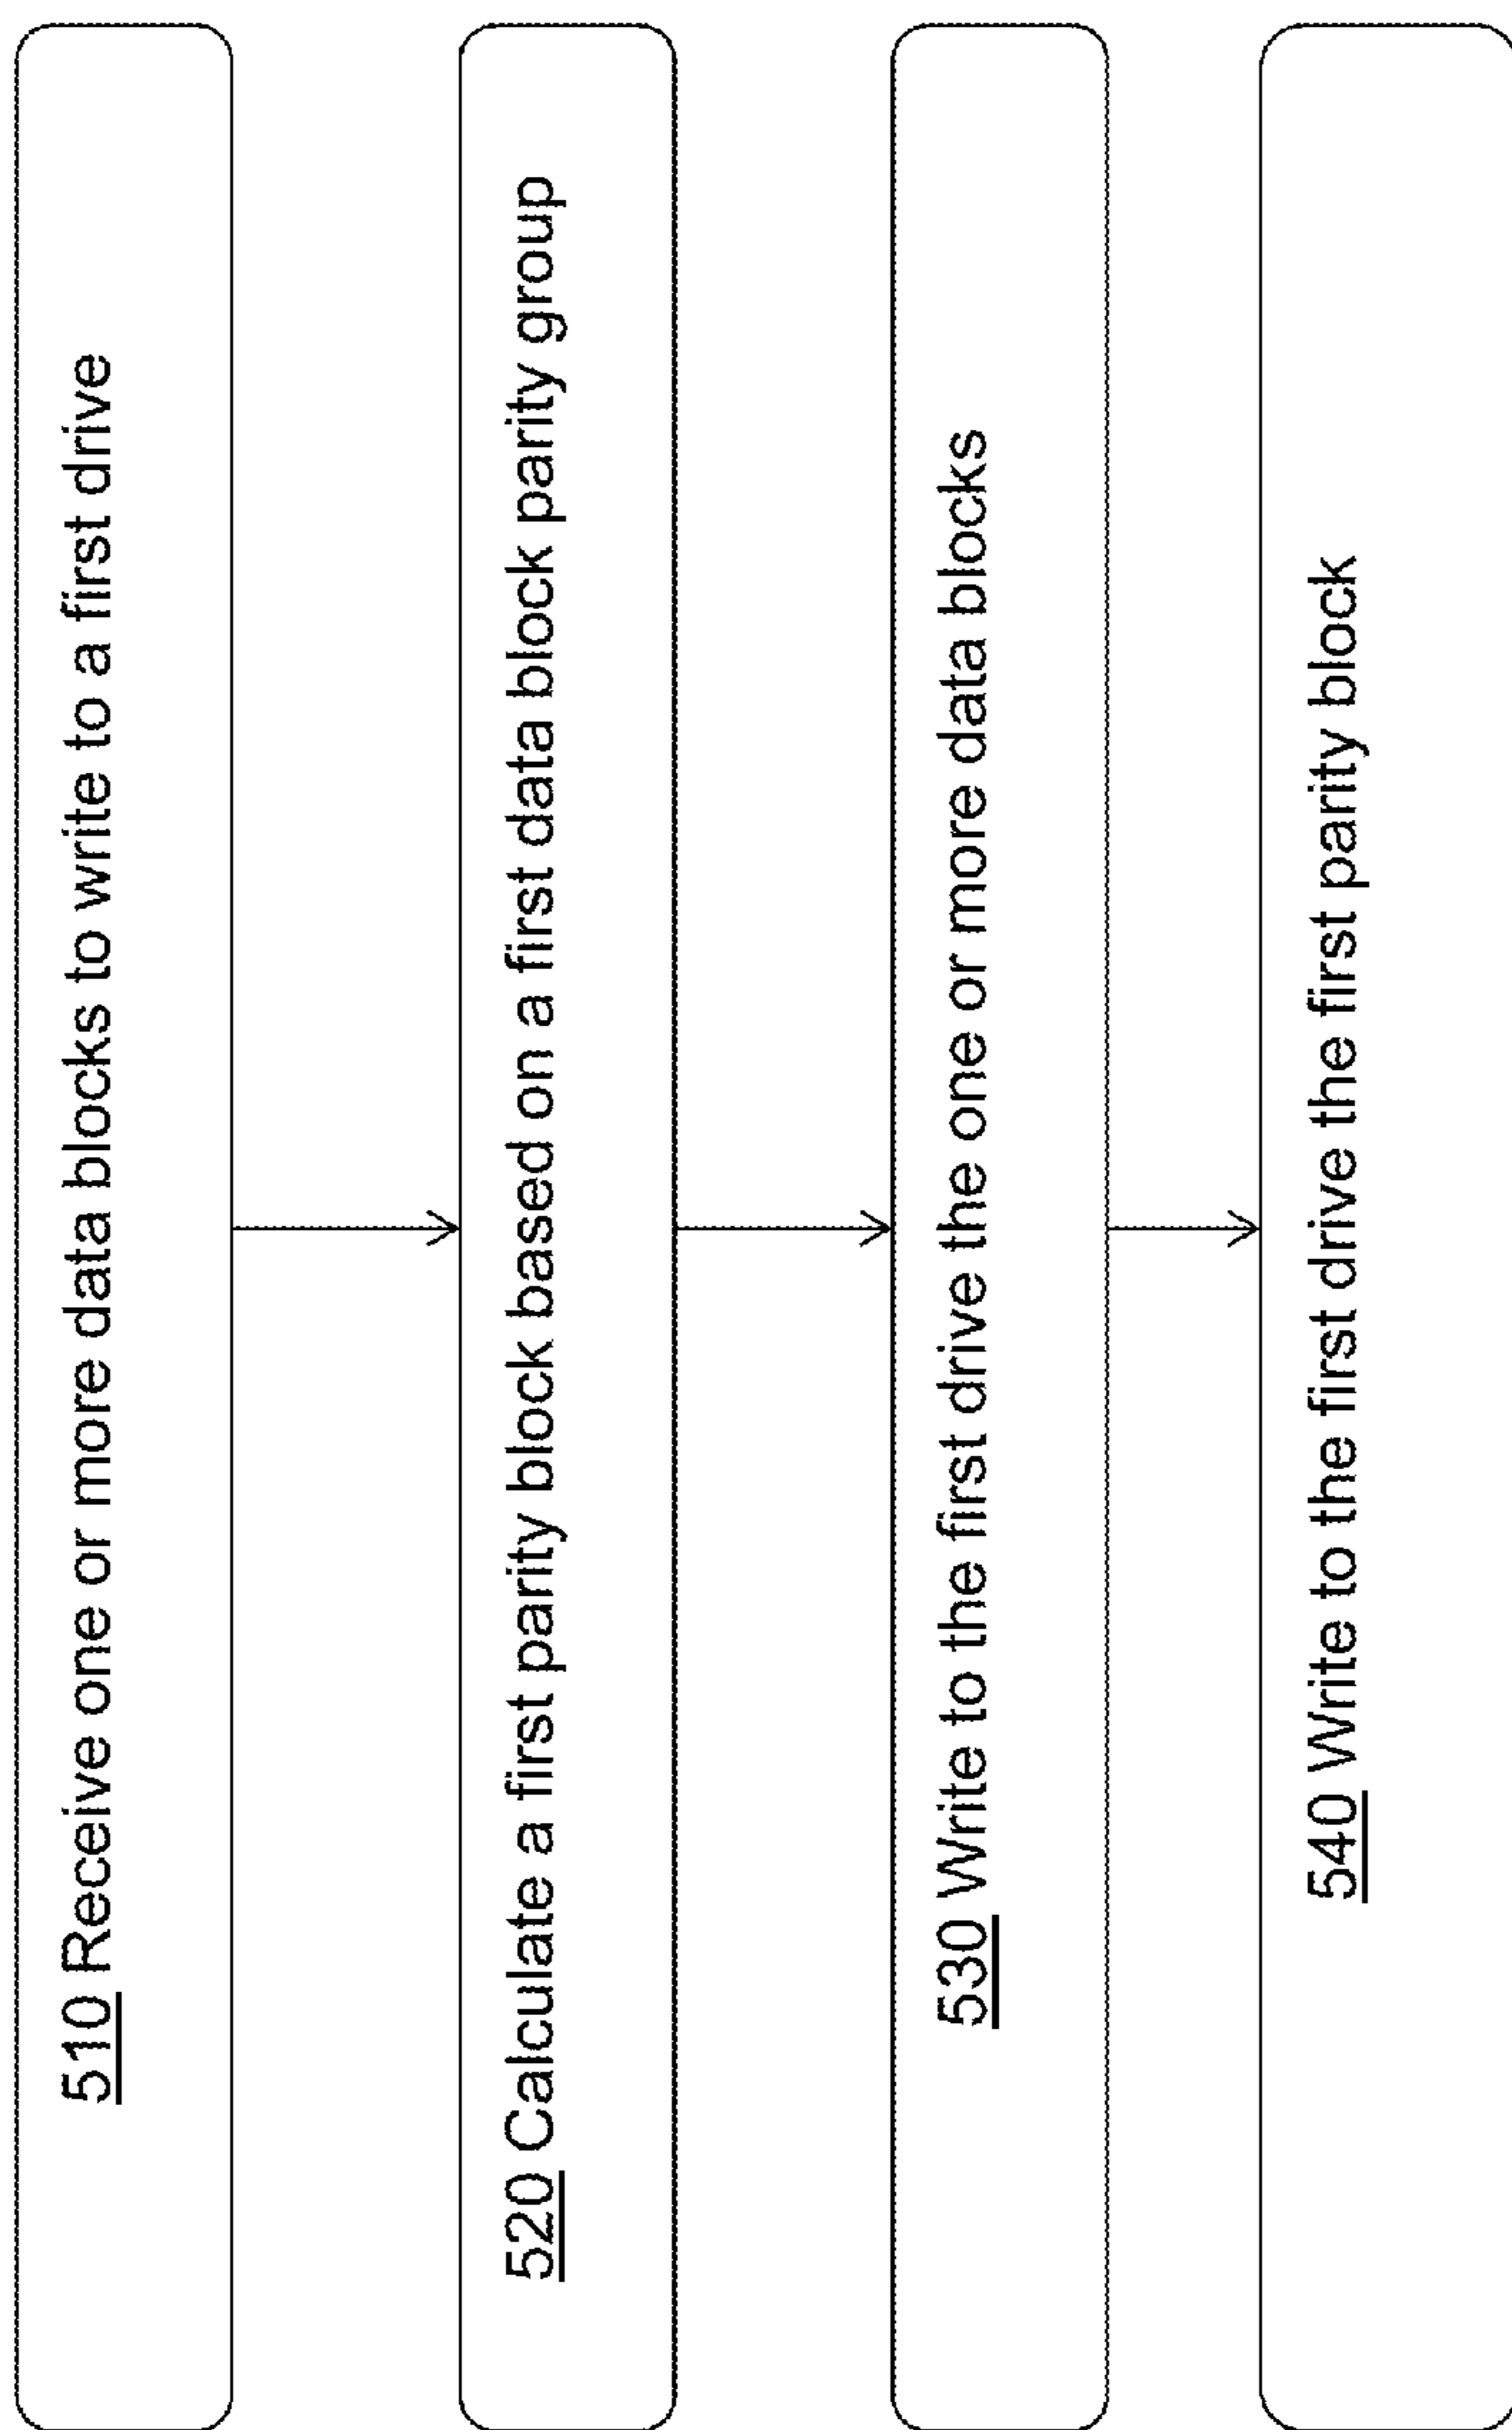 510 Receive one or more data blocks to write to a first drive
520 Calculate a first parity block based on a first data block parity group
530 Write to the first drive the one or more data blocks
540 Write to the first drive the first parity block